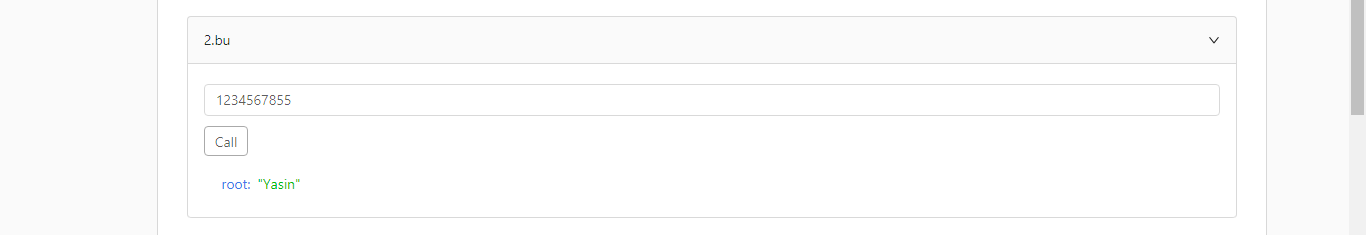 2.bu
1234567855
Call
root: "Yasin"